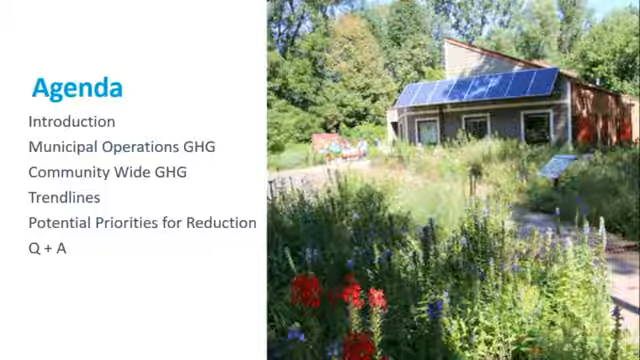 Agenda
Introduction
Municipal Operations GHG
Community Wide GHG
Trendlines
Potential Priorities for Reduction
Q + A